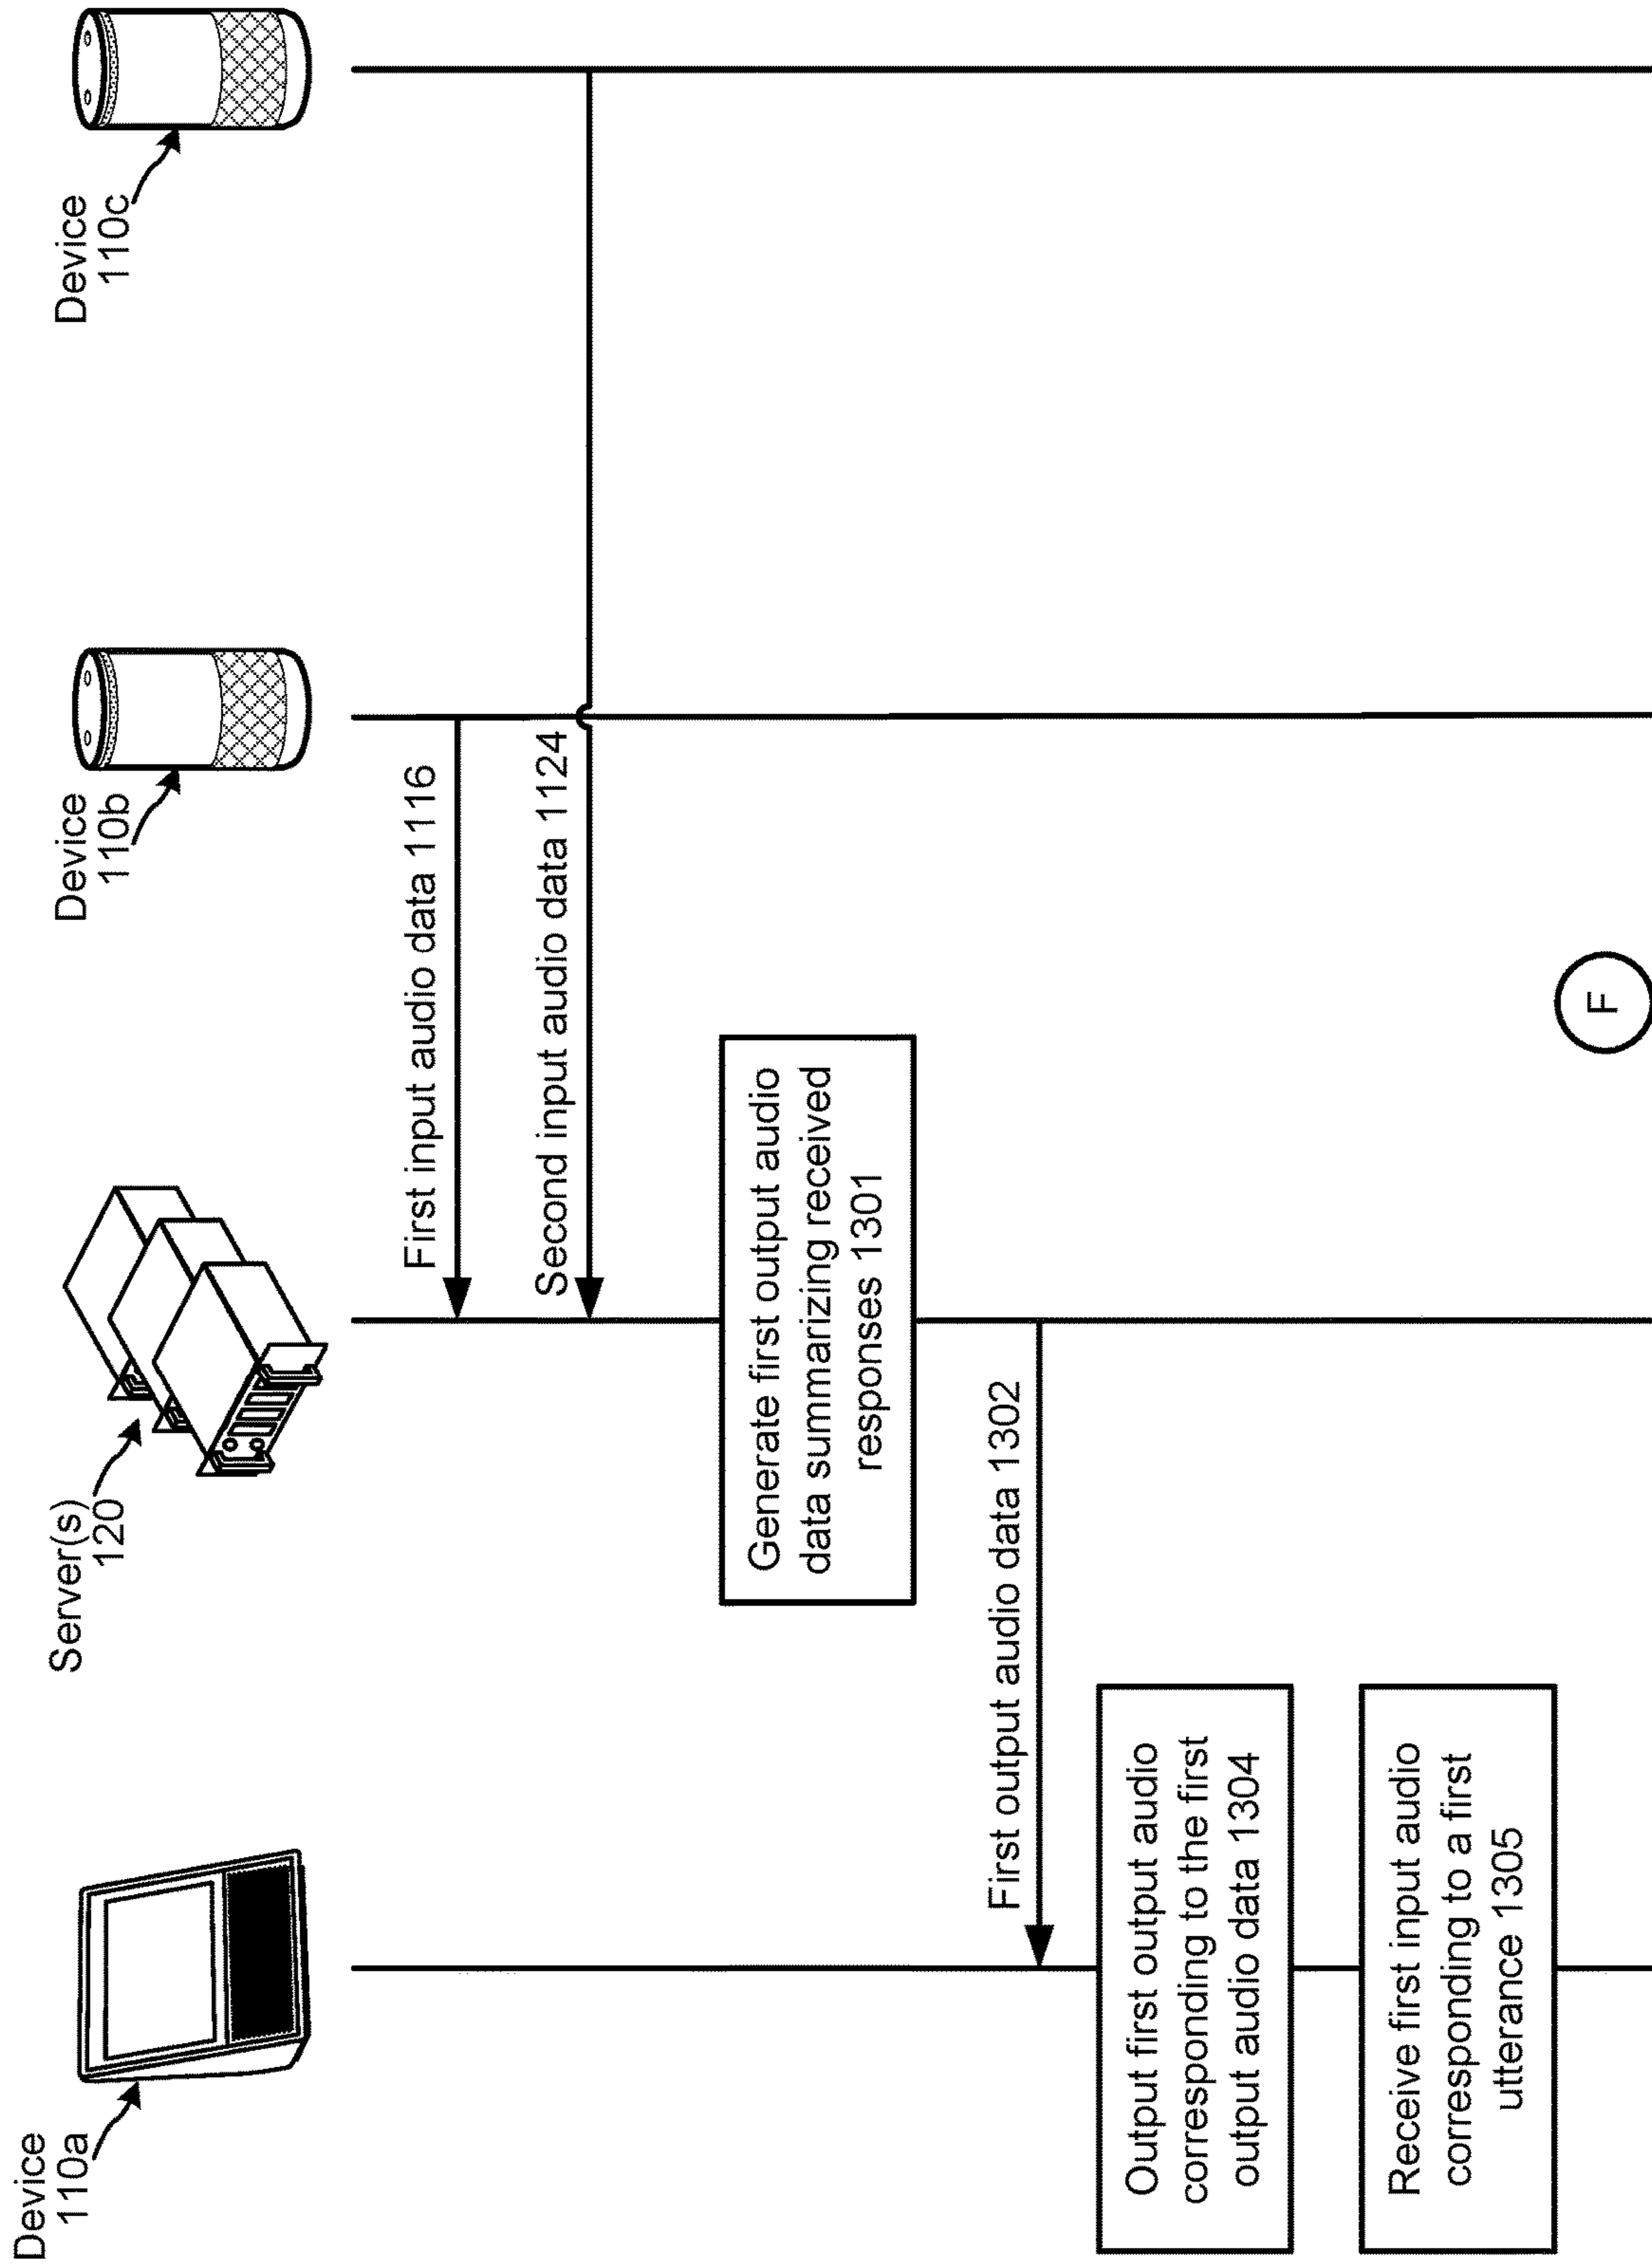 Device
110a
Server(s)
120
Device
110b
Device
110c
First input audio data 1116
Second input audio data 1124
Generate first output audio
data summarizing received
responses 1301
First output audio data 1302
Output first output audio
corresponding to the first
output audio data 1304
Receive first input audio
corresponding to a first
utterance 1305
F